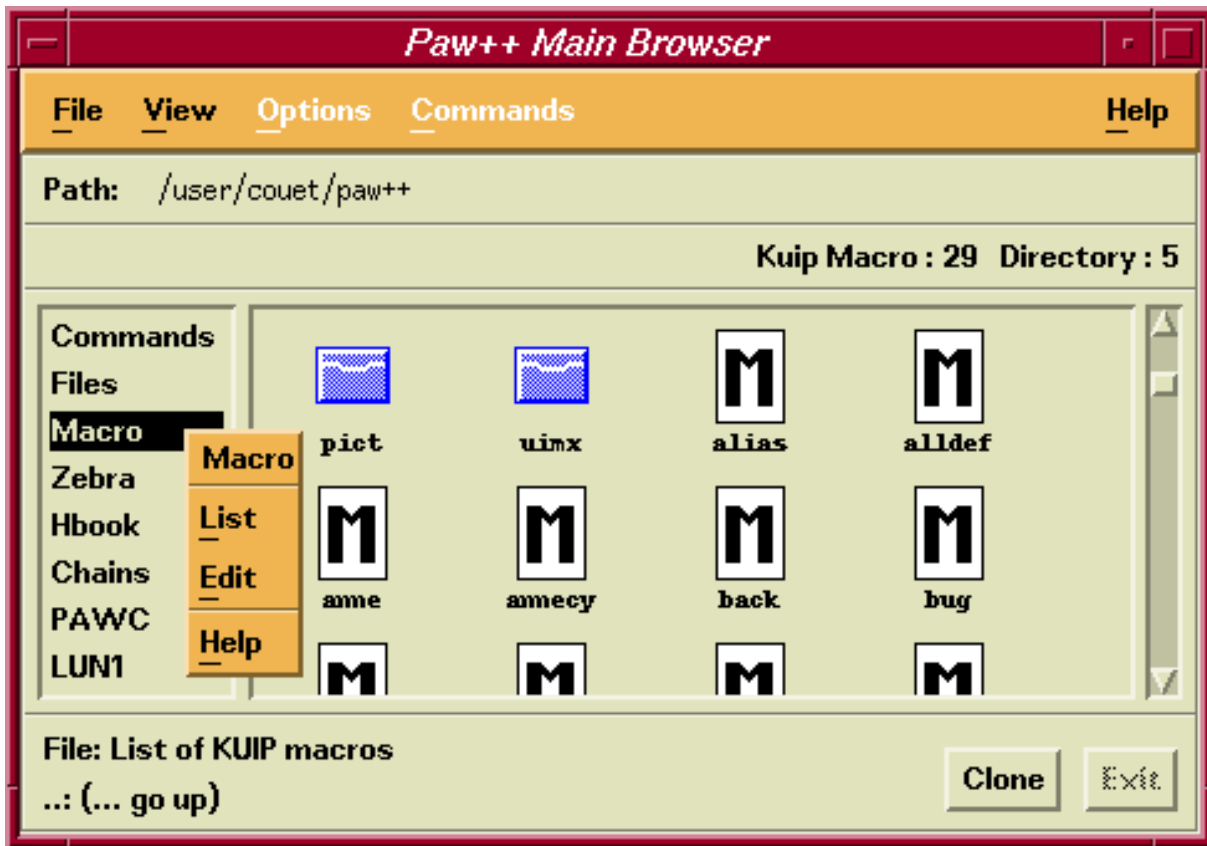 Paw++ Main Browser
File View Options Commands Help
Path: /user/couet/paw++
Kuip Macro : 29 Directory : 5
Commands
Files
Macro
Zebra
Hbook
Chains
PAWC
LUN1
Macro
List
Edit
Help
pict uimx alias alldef
anne annecy back bug
File: List of KUIP macros
..: (... go up)
Clone Exit